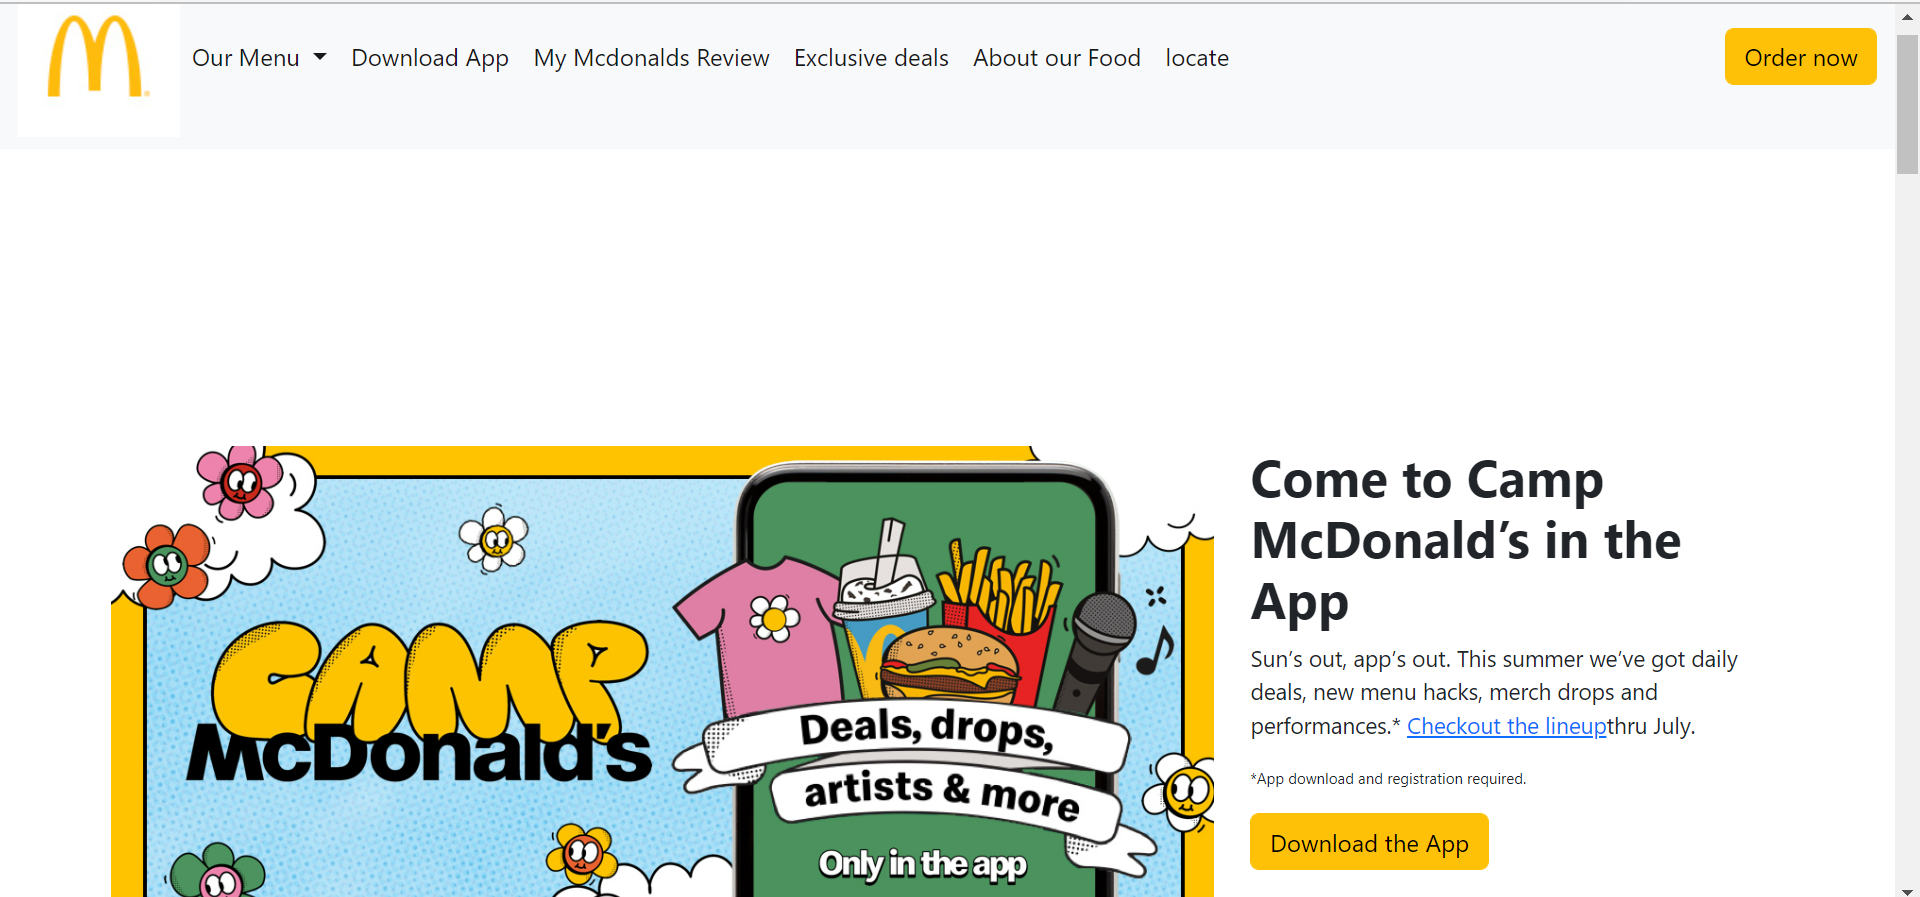 Our Menu
Download App
My Mcdonalds Review
Exclusive deals
About our Food
locate
Order now
CAMP
McDonald's
Deals, drops,
artists & more
Only in the app
Come to Camp
McDonald’s in the
App
Sun’s out, app’s out. This summer we’ve got daily
deals, new menu hacks, merch drops and
performances.* Checkout the lineupthru July.
*App download and registration required.
Download the App